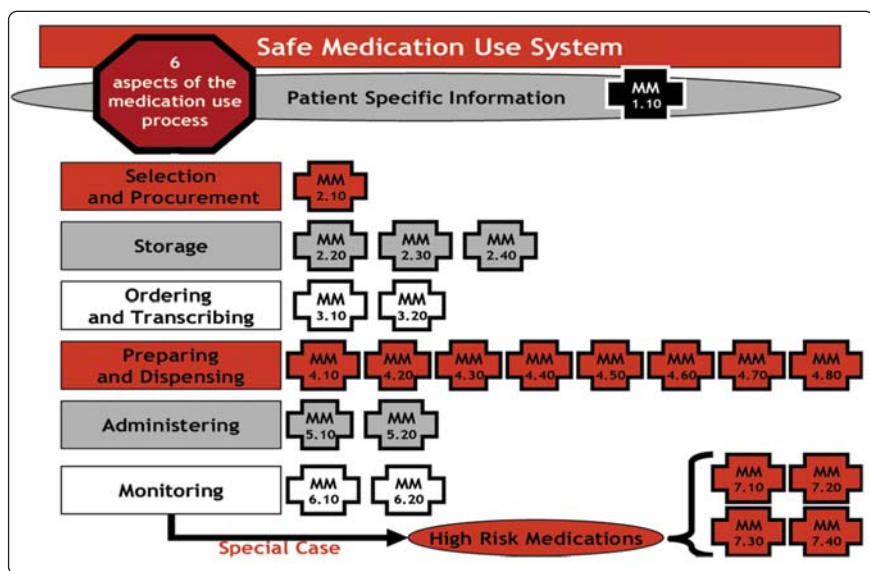 Safe Medication Use System
6
aspects of the
medication use
process
Patient Specific Information
MM
1.10
Selection
and Procurement
MM
2.10
Storage
MM
2.20
MM
2.30
MM
2.40
Ordering
and Transcribing
MM
3.10
MM
3.20
Preparing
and Dispensing
MM
4.10
MM
4.20
MM
4.30
MM
4.40
MM
4.50
MM
4.60
MM
4.70
MM
4.80
Administering
MM
5.10
MM
5.20
Monitoring
MM
6.10
MM
6.20
Special Case
High Risk Medications
MM
7.10
MM
7.20
MM
7.30
MM
7.40